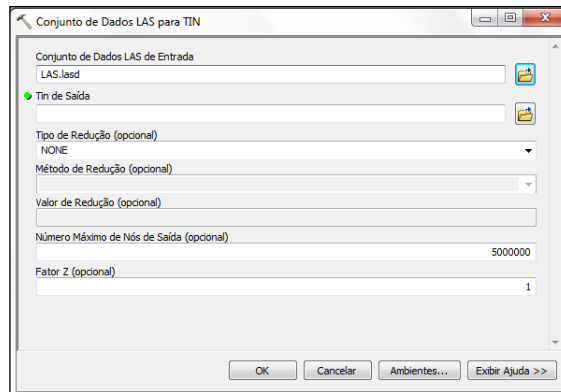 Conjunto de Dados LAS para TIN
Conjunto de Dados LAS de Entrada
LAS.lasd
Tin de Saída
Tipo de Redução (opcional)
NONE
Método de Redução (opcional)
Valor de Redução (opcional)
Número Máximo de Nós de Saída (opcional)
5000000
Fator Z (opcional)
1
OK
Cancelar
Ambientes...
Exibir Ajuda >>